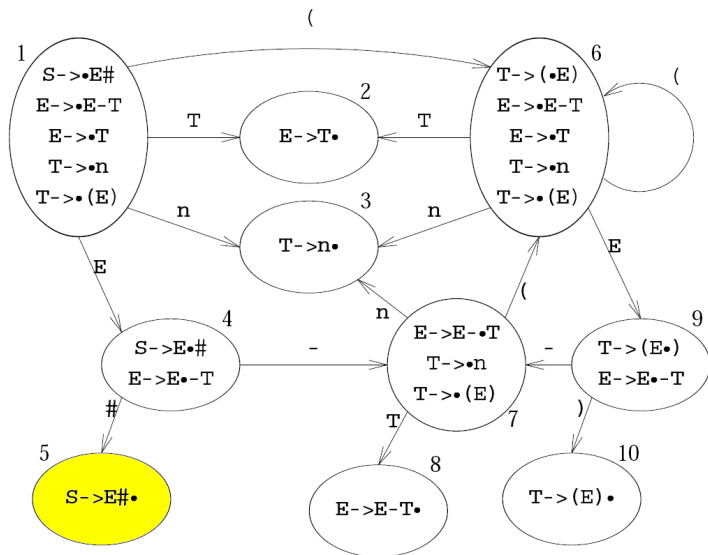 (
1
S->•E#
E->•E-T
E->•T
T->•n
T->•(E)
T
2
E->T•
T
6
T->(•E)
E->•E-T
E->•T
T->•n
T->•(E)
(
n
3
T->n•
n
E
E
4
S->E•#
E->E•-T
-
n
(
E->E-•T
T->•n
T->•(E)
7
-
9
T->(E•)
E->E•-T
#
T
)
5
S->E#•
8
E->E-T•
10
T->(E)•